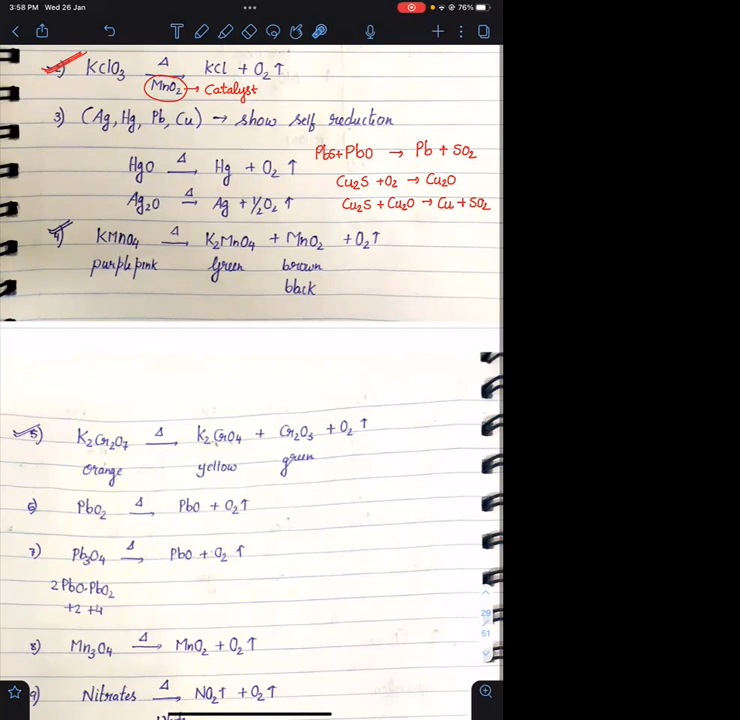 3:58 PM Wed 26 Jan
76%
2) KClO3 Δ→ KCl + O2↑
MnO2 → Catalyst
3) (Ag, Hg, Pb, Cu) → show self reduction
PbS+PbO → Pb + SO2
HgO Δ→ Hg + O2 ↑
Cu2S + O2 → Cu2O
Ag2O Δ→ Ag + 1/2 O2 ↑
Cu2S + Cu2O → Cu + SO2
4) KMnO4 Δ→ K2MnO4 + MnO2 + O2↑
purple pink green brown
black
5) K2Cr2O7 Δ→ K2CrO4 + Cr2O3 + O2 ↑
orange yellow green
6) PbO2 Δ→ PbO + O2↑
7) Pb3O4 Δ→ PbO + O2 ↑
2PbO·PbO2
+2 +4
29
51
8) Mn3O4 Δ→ MnO2 + O2↑
9) Nitrates Δ→ NO2↑ + O2↑